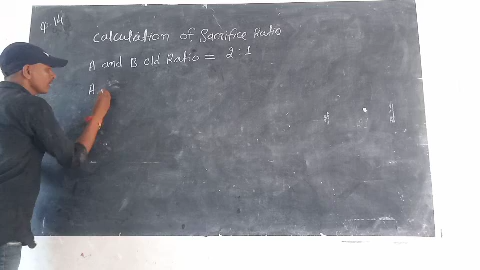 Q. 14
Calculation of Sacrifice Ratio
A and B old Ratio = 2:1
A